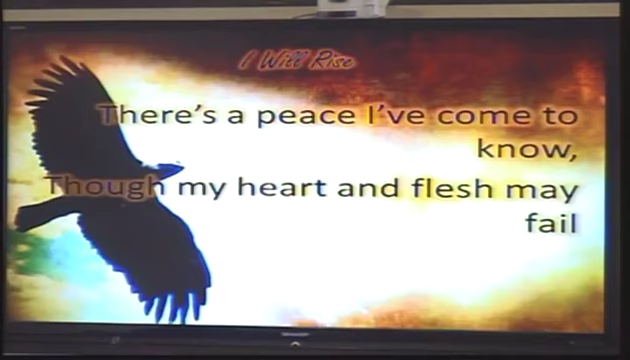 I Will Rise
There's a peace I've come to
know,
Though my heart and flesh may
fail